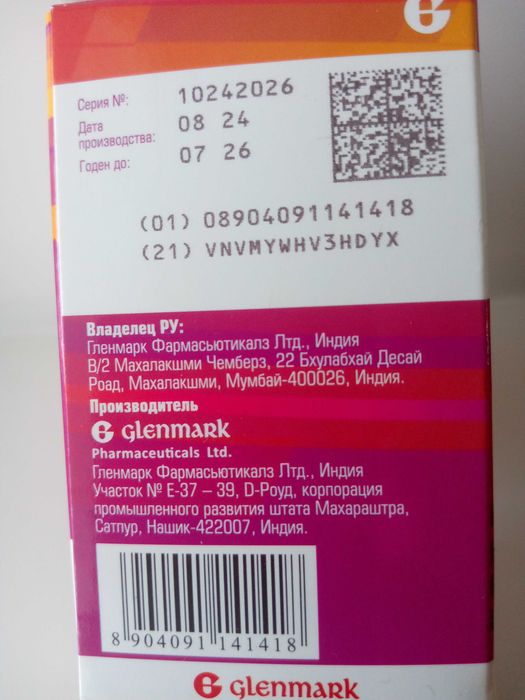 Серия №: 10242026
Дата производства: 08 24
Годен до: 07 26
(01) 08904091141418
(21) VNVMYWHV3HDYX
Владелец РУ:
Гленмарк Фармасьютикалз Лтд., Индия
В/2 Махалакшми Чемберз, 22 Бхулабхай Десай
Роад, Махалакшми, Мумбай-400026, Индия.
Производитель
Glenmark
Pharmaceuticals Ltd.
Гленмарк Фармасьютикалз Лтд., Индия
Участок № Е-37 – 39, D-Роуд, корпорация
промышленного развития штата Махараштра,
Сатпур, Нашик-422007, Индия.
8 904091 141418
Glenmark